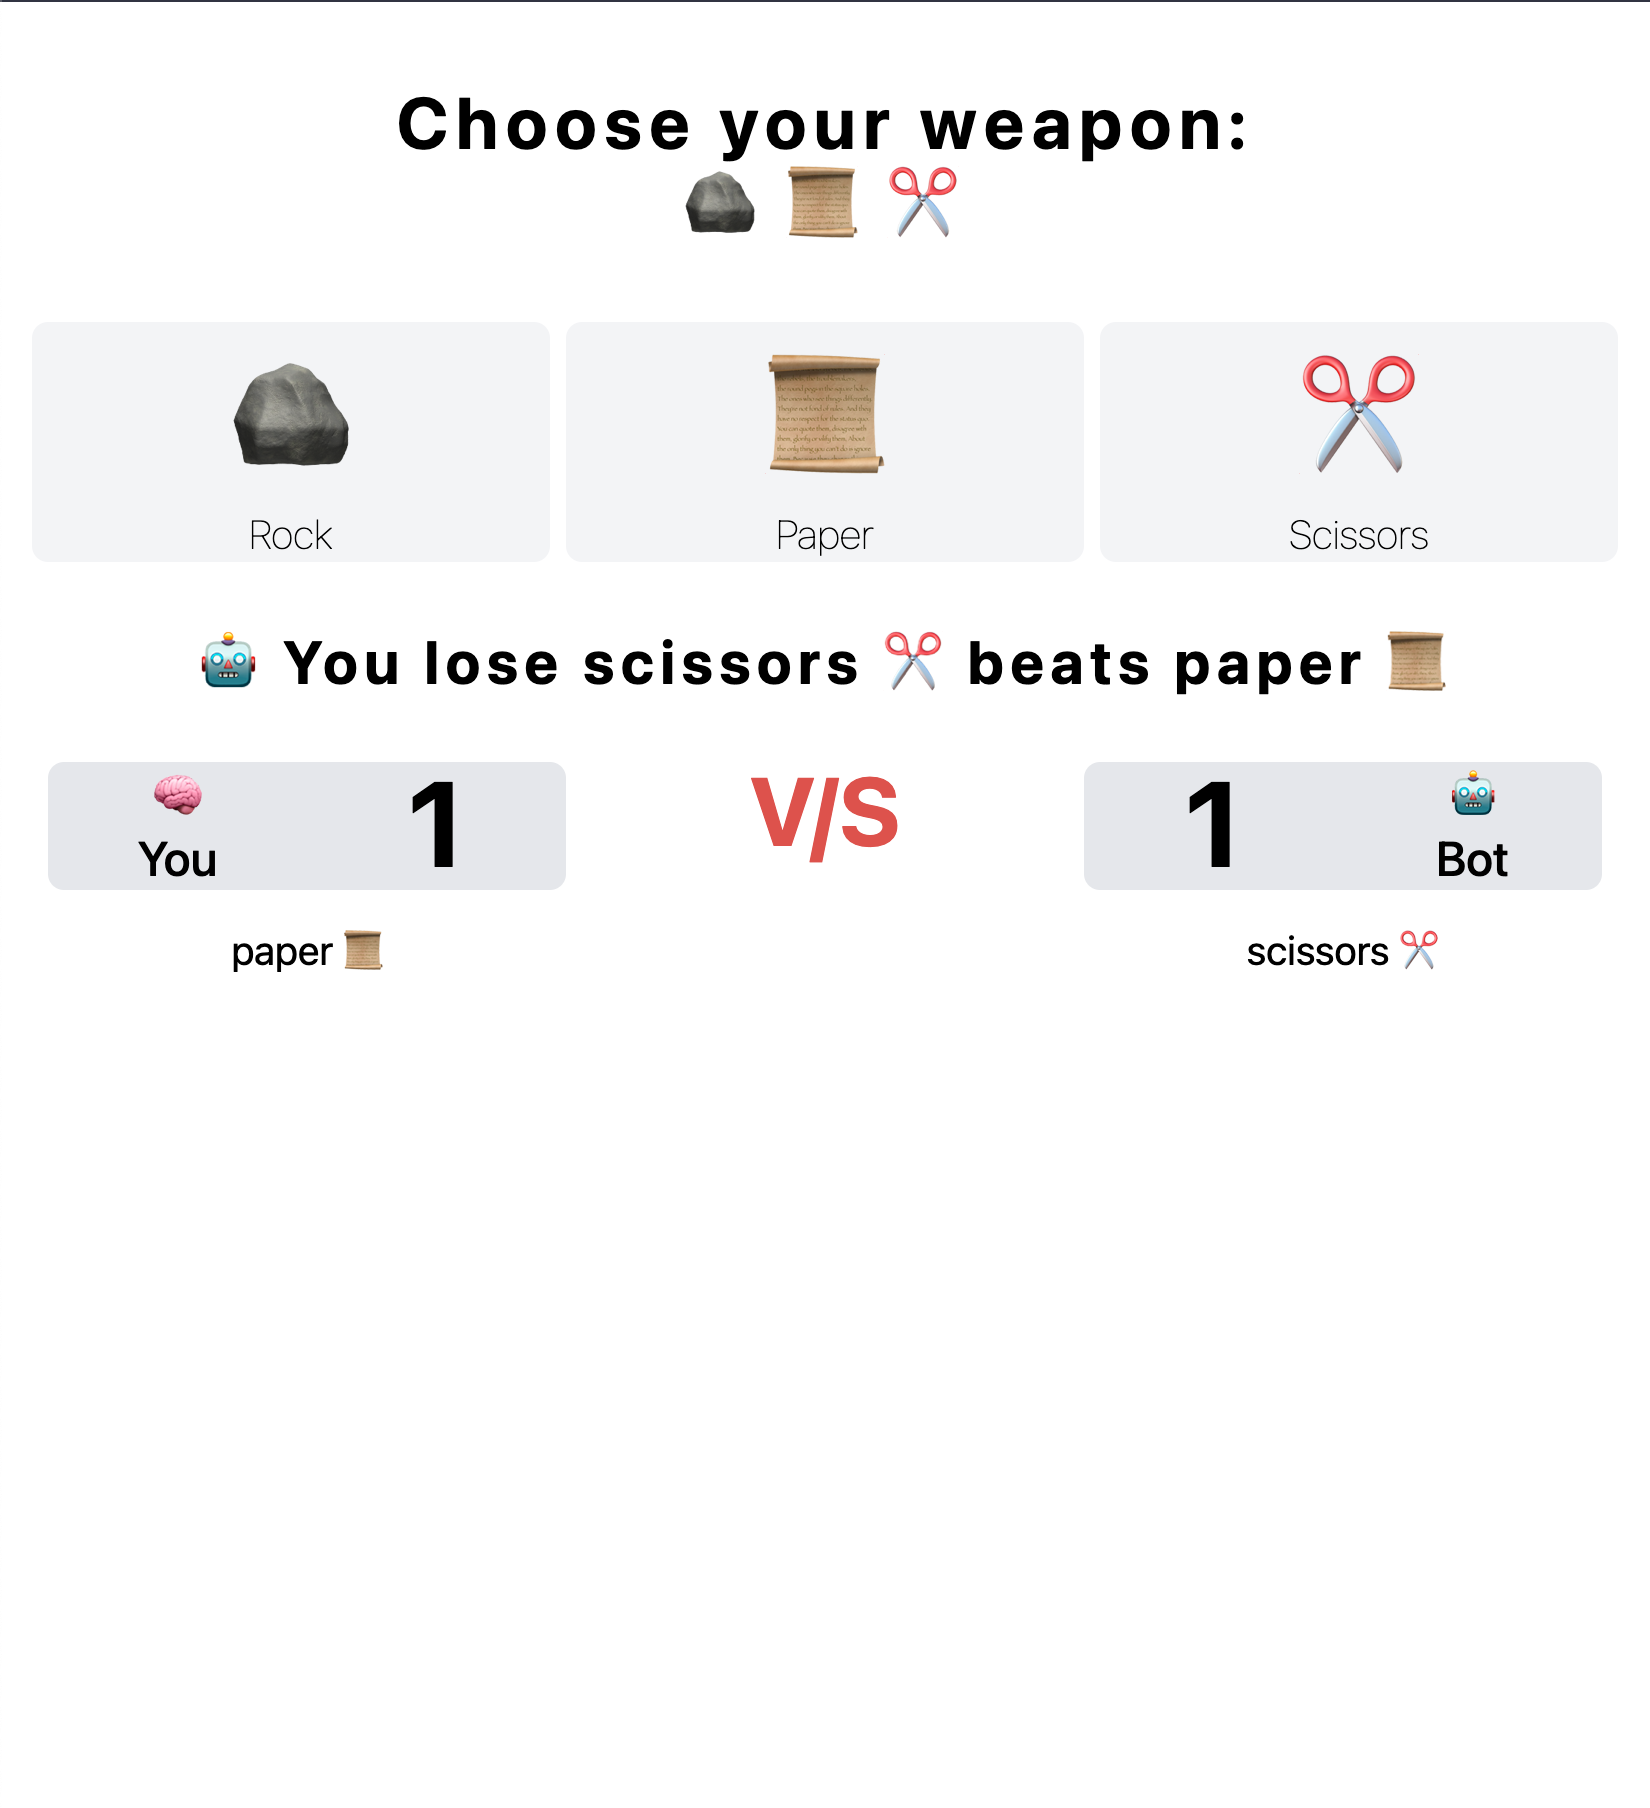 Choose your weapon:
🪨 📜 ✂️
Rock
Paper
Scissors
🤖 You lose scissors ✂️ beats paper 📜
🧠
You
1
V/S
1
🤖
Bot
paper 📜
scissors ✂️